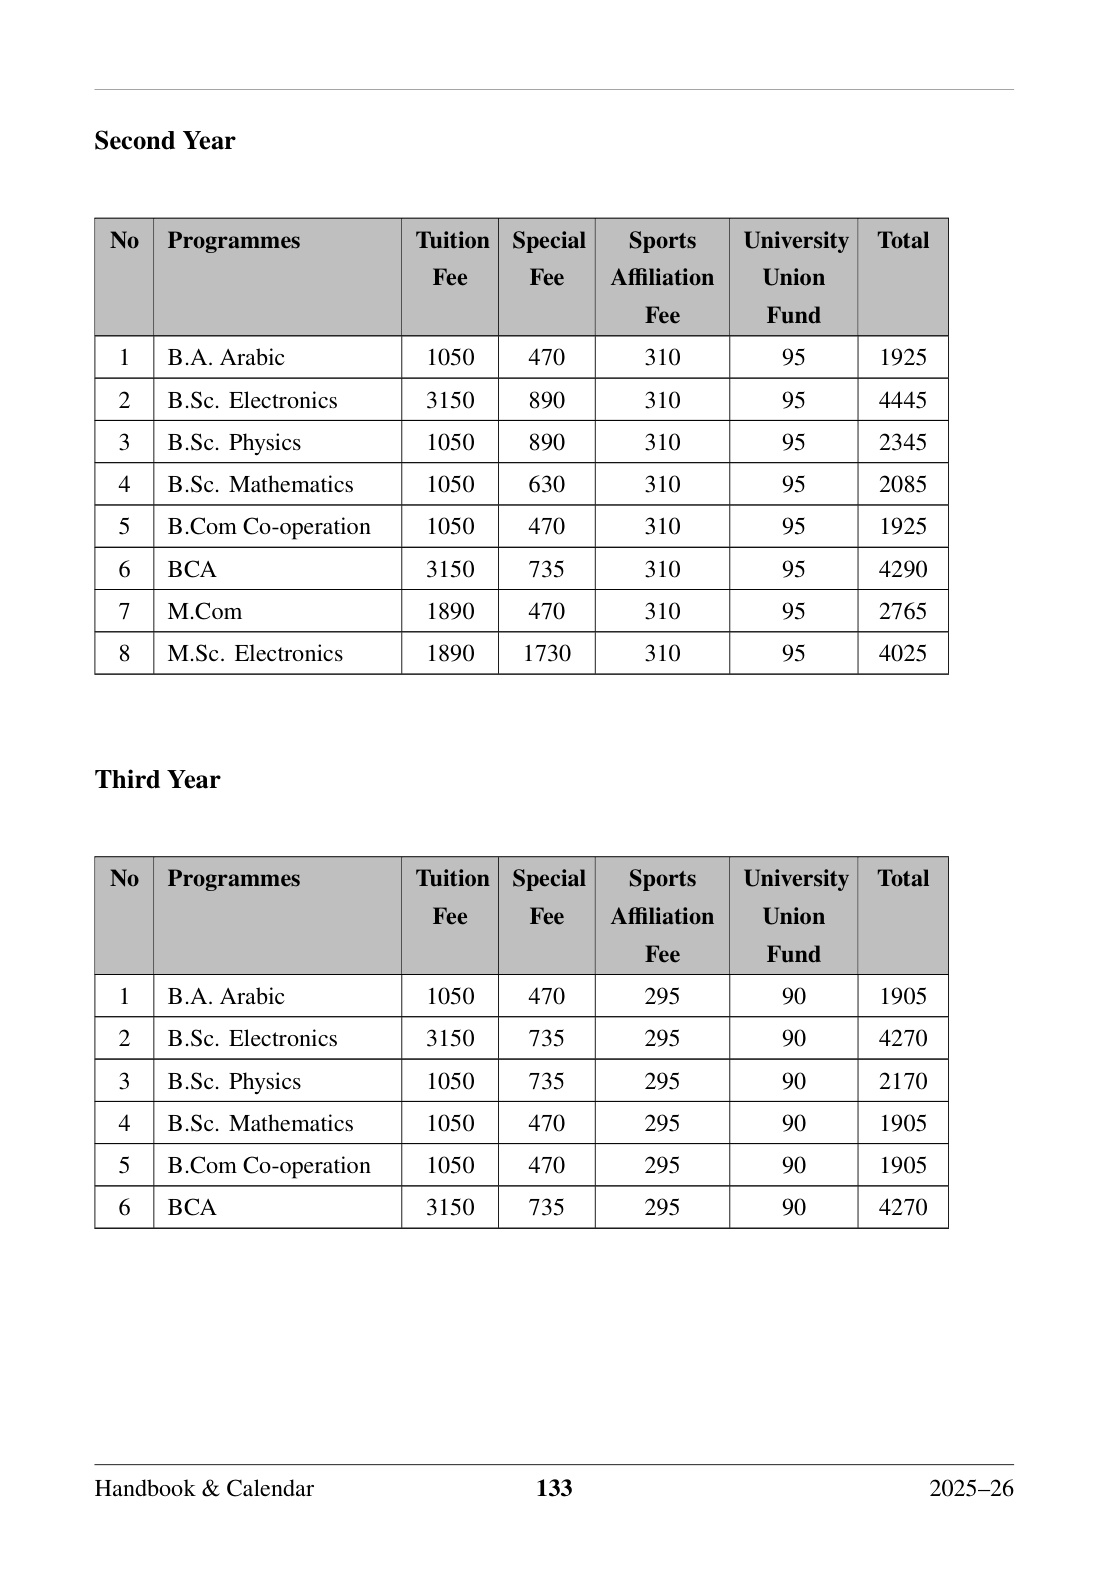 Second Year
No Programmes Tuition Special Sports University Total
Fee Fee Affiliation Union
Fee Fund
1 B.A. Arabic 1050 470 310 95 1925
2 B.Sc. Electronics 3150 890 310 95 4445
3 B.Sc. Physics 1050 890 310 95 2345
4 B.Sc. Mathematics 1050 630 310 95 2085
5 B.Com Co-operation 1050 470 310 95 1925
6 BCA 3150 735 310 95 4290
7 M.Com 1890 470 310 95 2765
8 M.Sc. Electronics 1890 1730 310 95 4025
Third Year
No Programmes Tuition Special Sports University Total
Fee Fee Affiliation Union
Fee Fund
1 B.A. Arabic 1050 470 295 90 1905
2 B.Sc. Electronics 3150 735 295 90 4270
3 B.Sc. Physics 1050 735 295 90 2170
4 B.Sc. Mathematics 1050 470 295 90 1905
5 B.Com Co-operation 1050 470 295 90 1905
6 BCA 3150 735 295 90 4270
Handbook & Calendar 133 2025–26